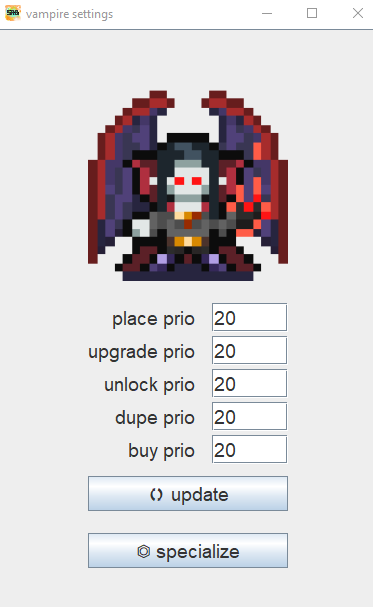 SRB
vampire settings
place prio 20
upgrade prio 20
unlock prio 20
dupe prio 20
buy prio 20
update
specialize